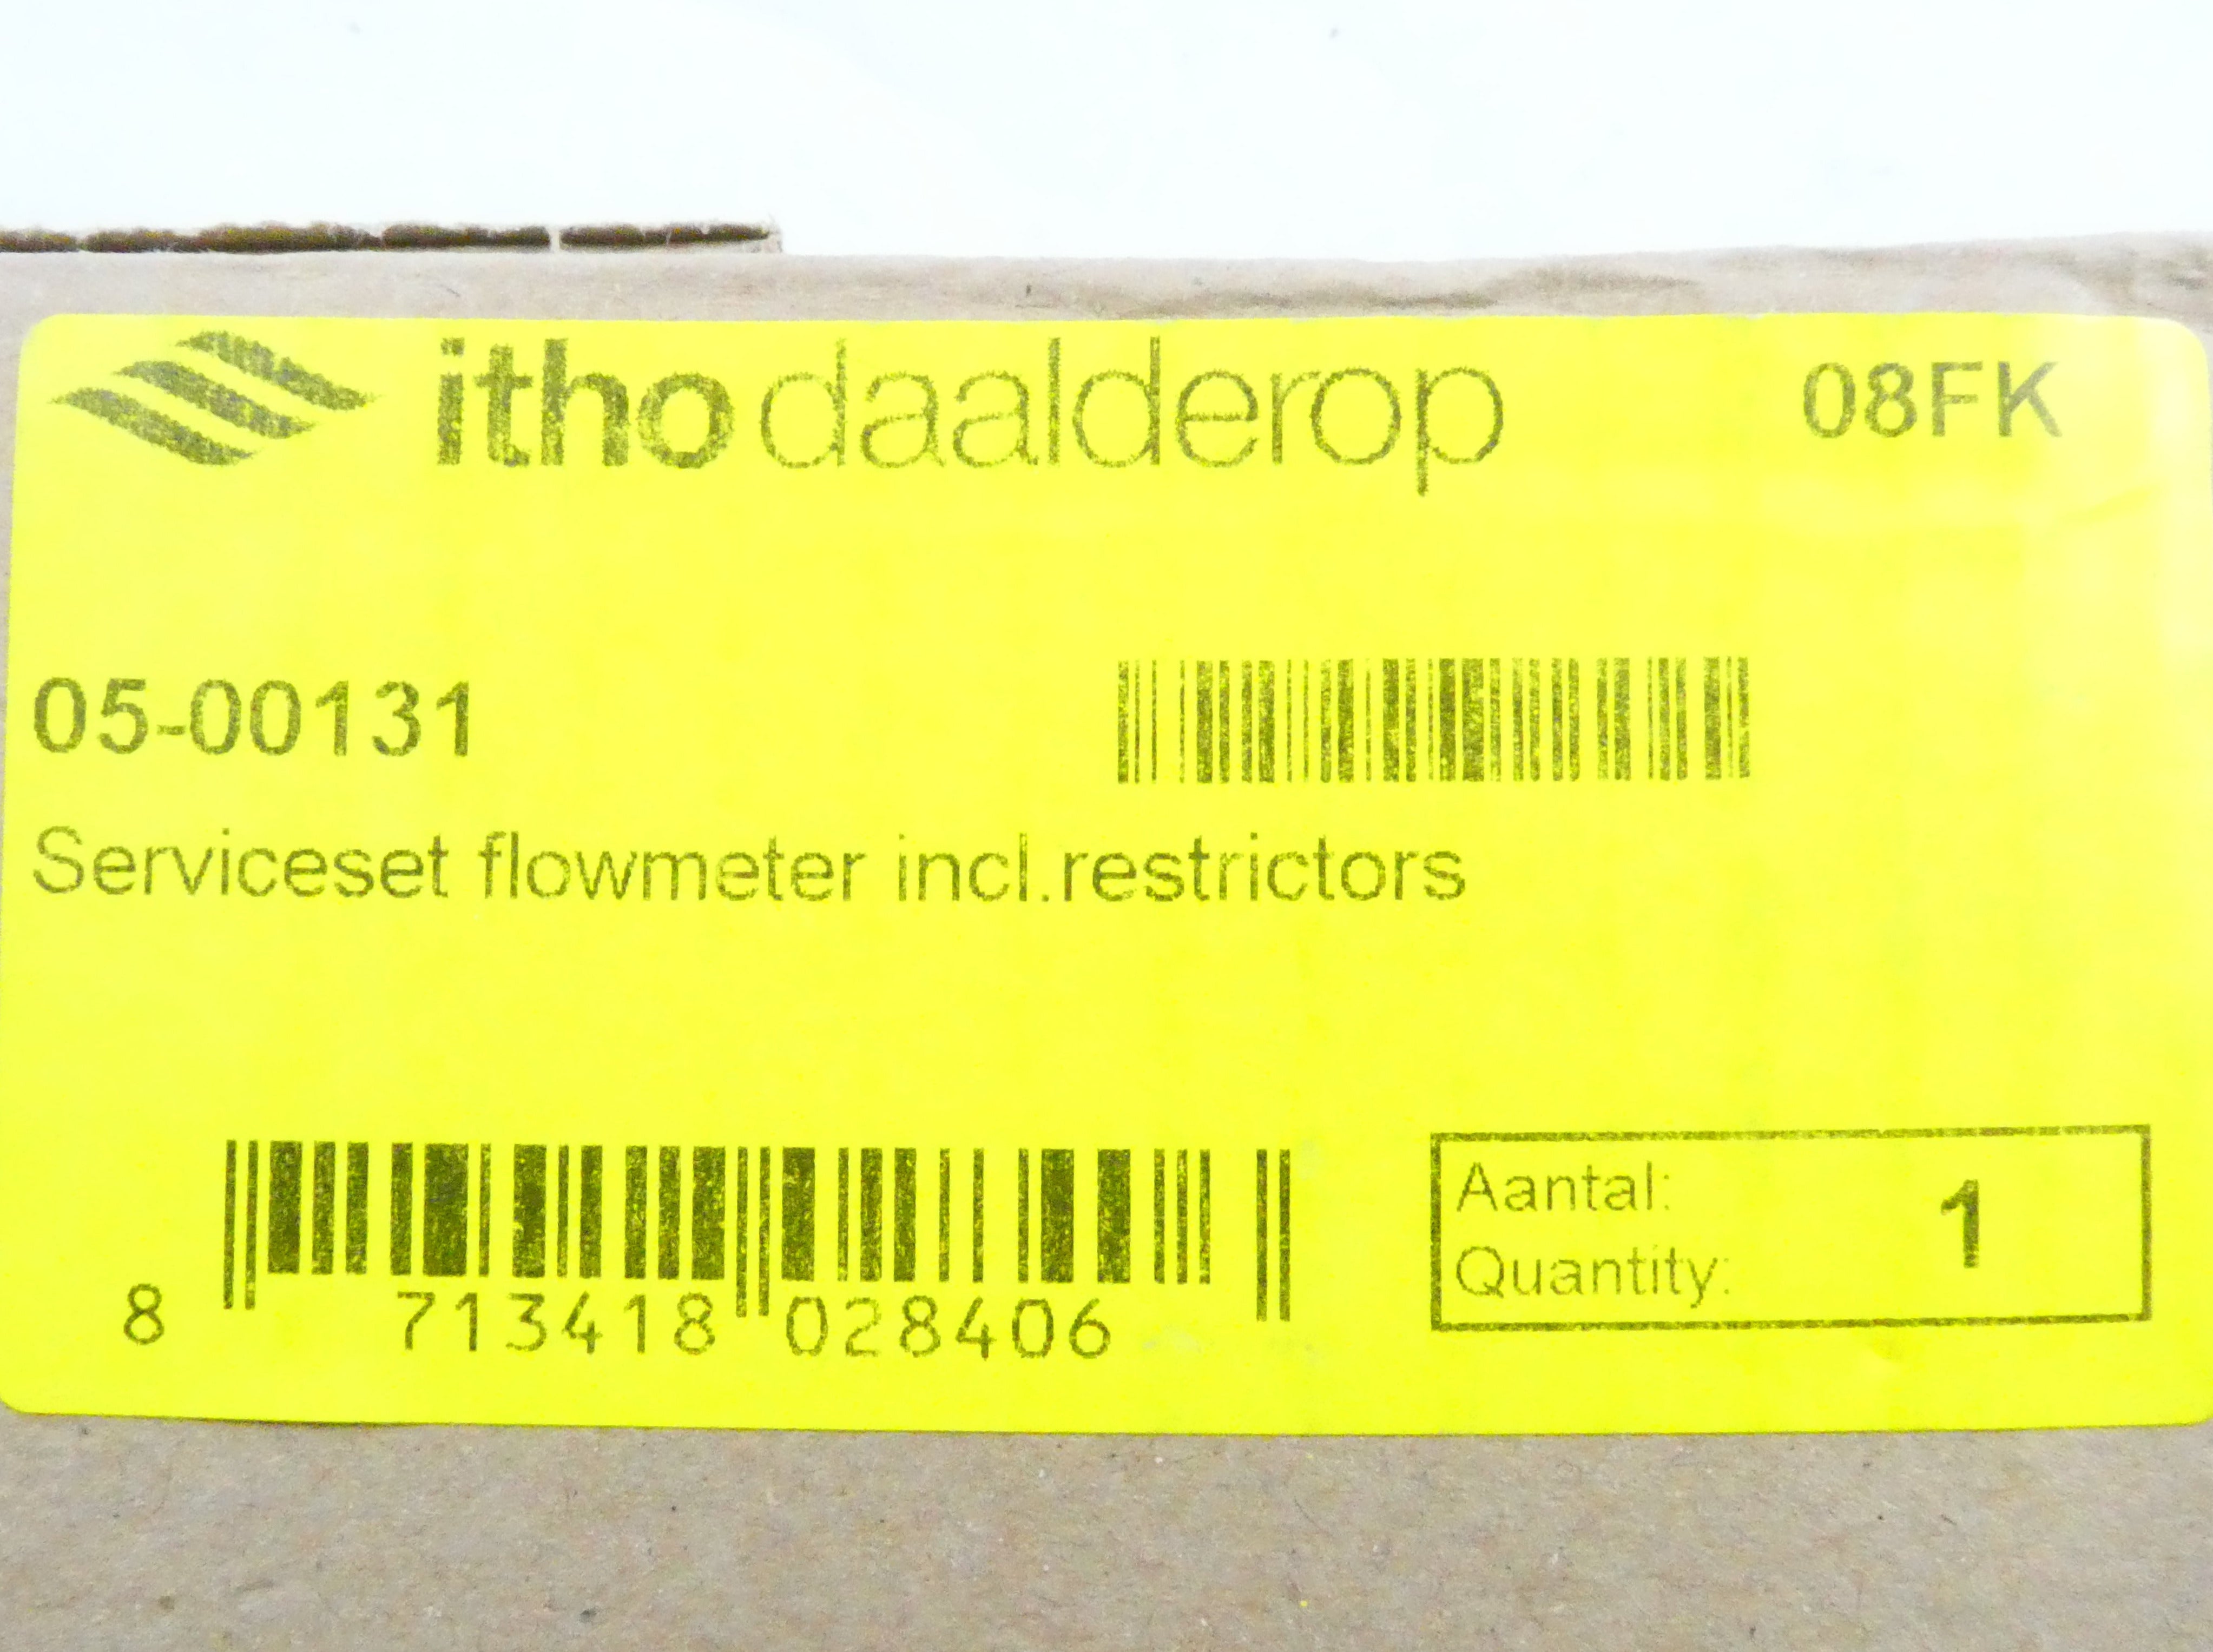 itho daalderop 08FK
05-00131
Serviceset flowmeter incl.restrictors
8 713418 028406
Aantal: 1
Quantity: